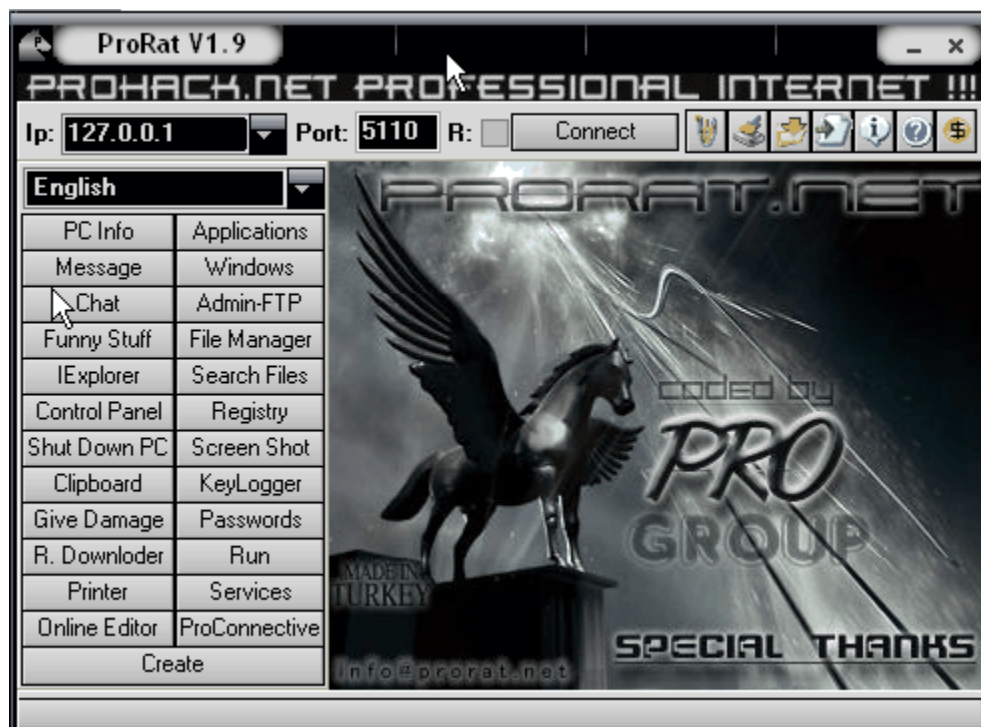 ProRat V1.9
PROHACK.NET PROFESSIONAL INTERNET !!!
Ip: 127.0.0.1 Port: 5110 R: Connect
English
PRORAT.NET
PC Info Applications
Message Windows
Chat Admin-FTP
Funny Stuff File Manager
IExplorer Search Files
Control Panel Registry
Shut Down PC Screen Shot
Clipboard KeyLogger
Give Damage Passwords
R. Downloder Run
Printer Services
Online Editor ProConnective
Create
coded by
PRO
GROUP
MADE IN
TURKEY
SPECIAL THANKS
info@prorat.net